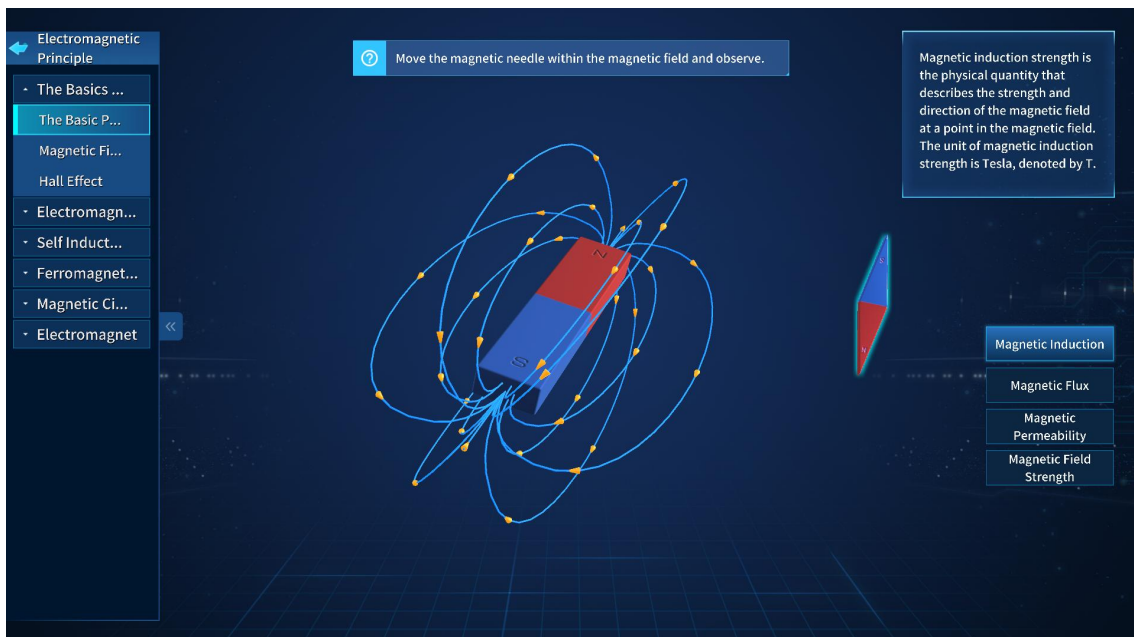 Electromagnetic
Principle
The Basics ...
The Basic P...
Magnetic Fi...
Hall Effect
Electromagn...
Self Induct...
Ferromagnet...
Magnetic Ci...
Electromagnet
Move the magnetic needle within the magnetic field and observe.
N
S
S
N
Magnetic induction strength is
the physical quantity that
describes the strength and
direction of the magnetic field
at a point in the magnetic field.
The unit of magnetic induction
strength is Tesla, denoted by T.
Magnetic Induction
Magnetic Flux
Magnetic
Permeability
Magnetic Field
Strength